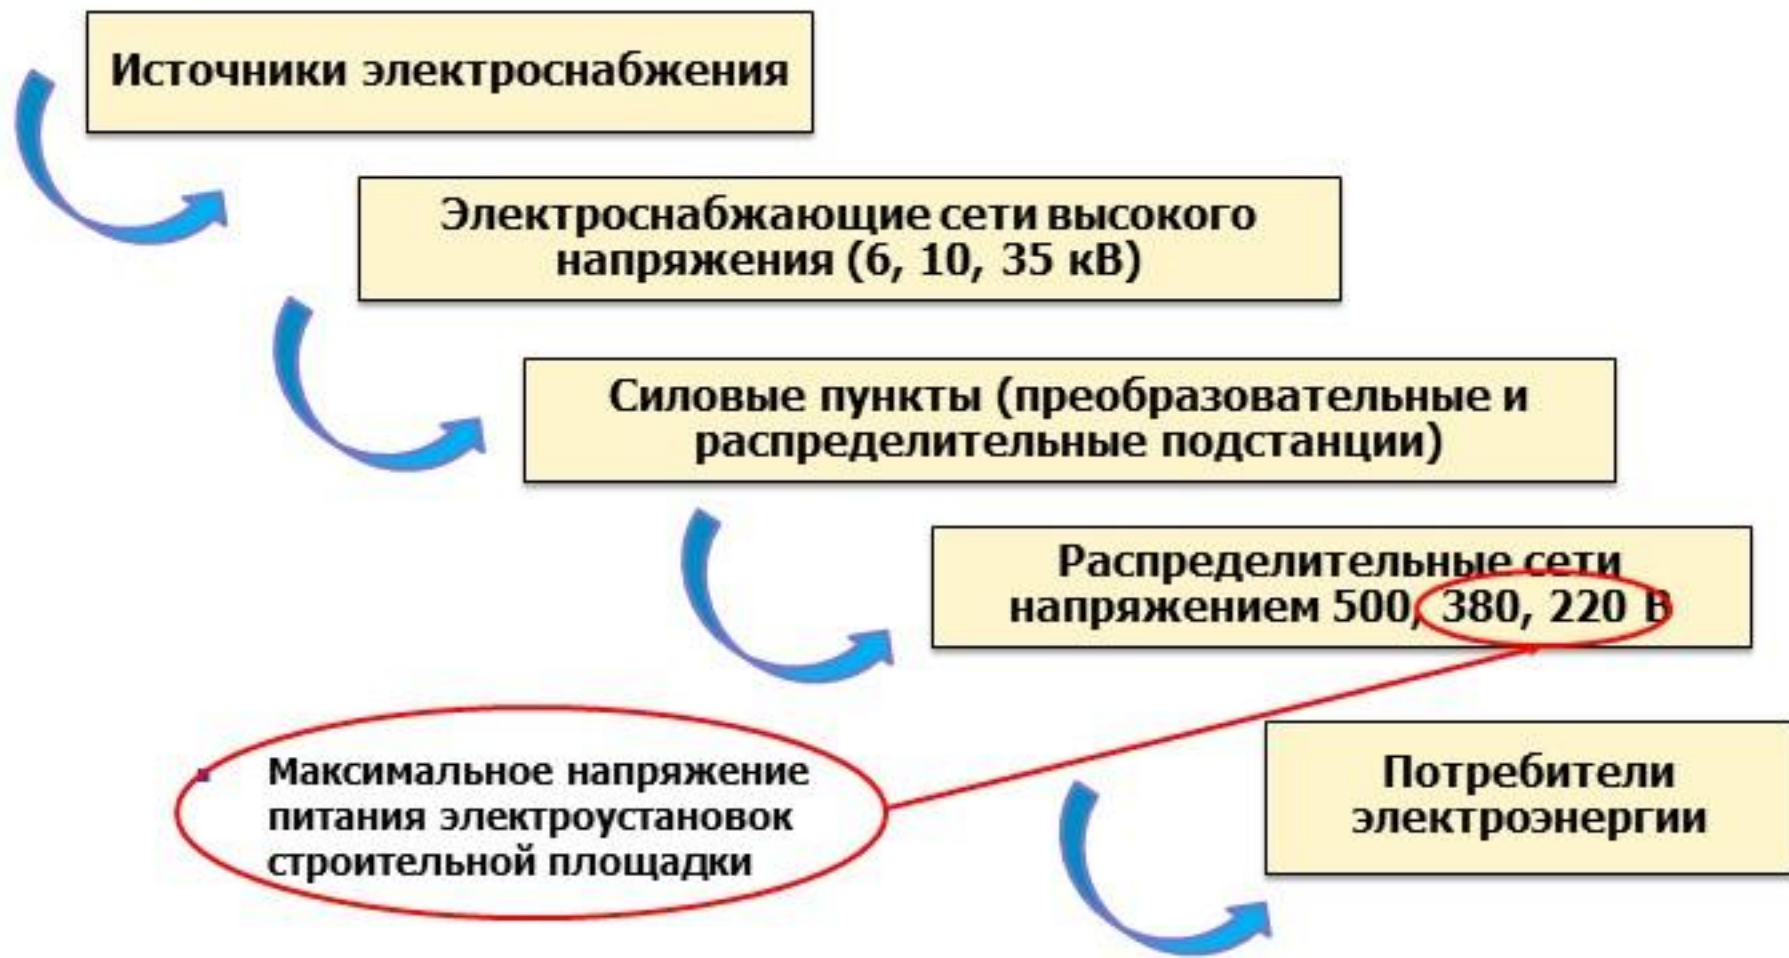 Источники электроснабжения
Электроснабжающие сети высокого
напряжения (6, 10, 35 кВ)
Силовые пункты (преобразовательные и
распределительные подстанции)
Распределительные сети
напряжением 500, 380, 220 В
Максимальное напряжение
питания электроустановок
строительной площадки
Потребители
электроэнергии